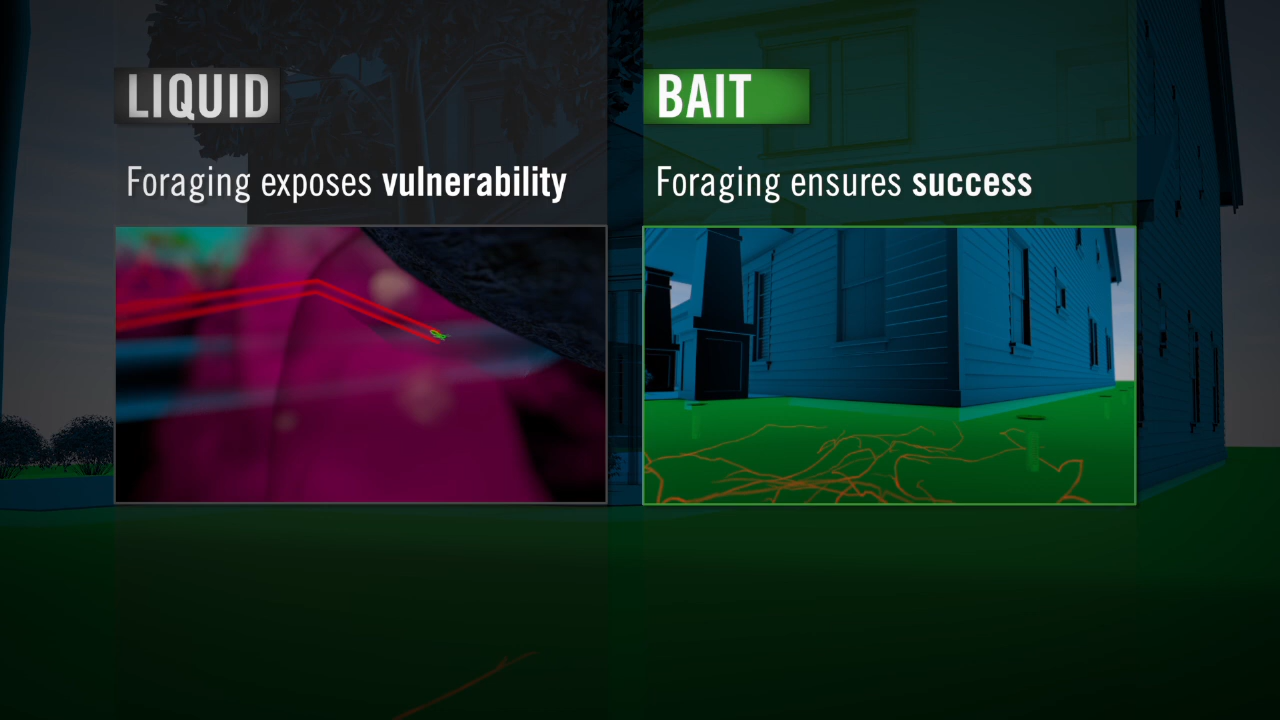 LIQUID
Foraging exposes vulnerability
BAIT
Foraging ensures success